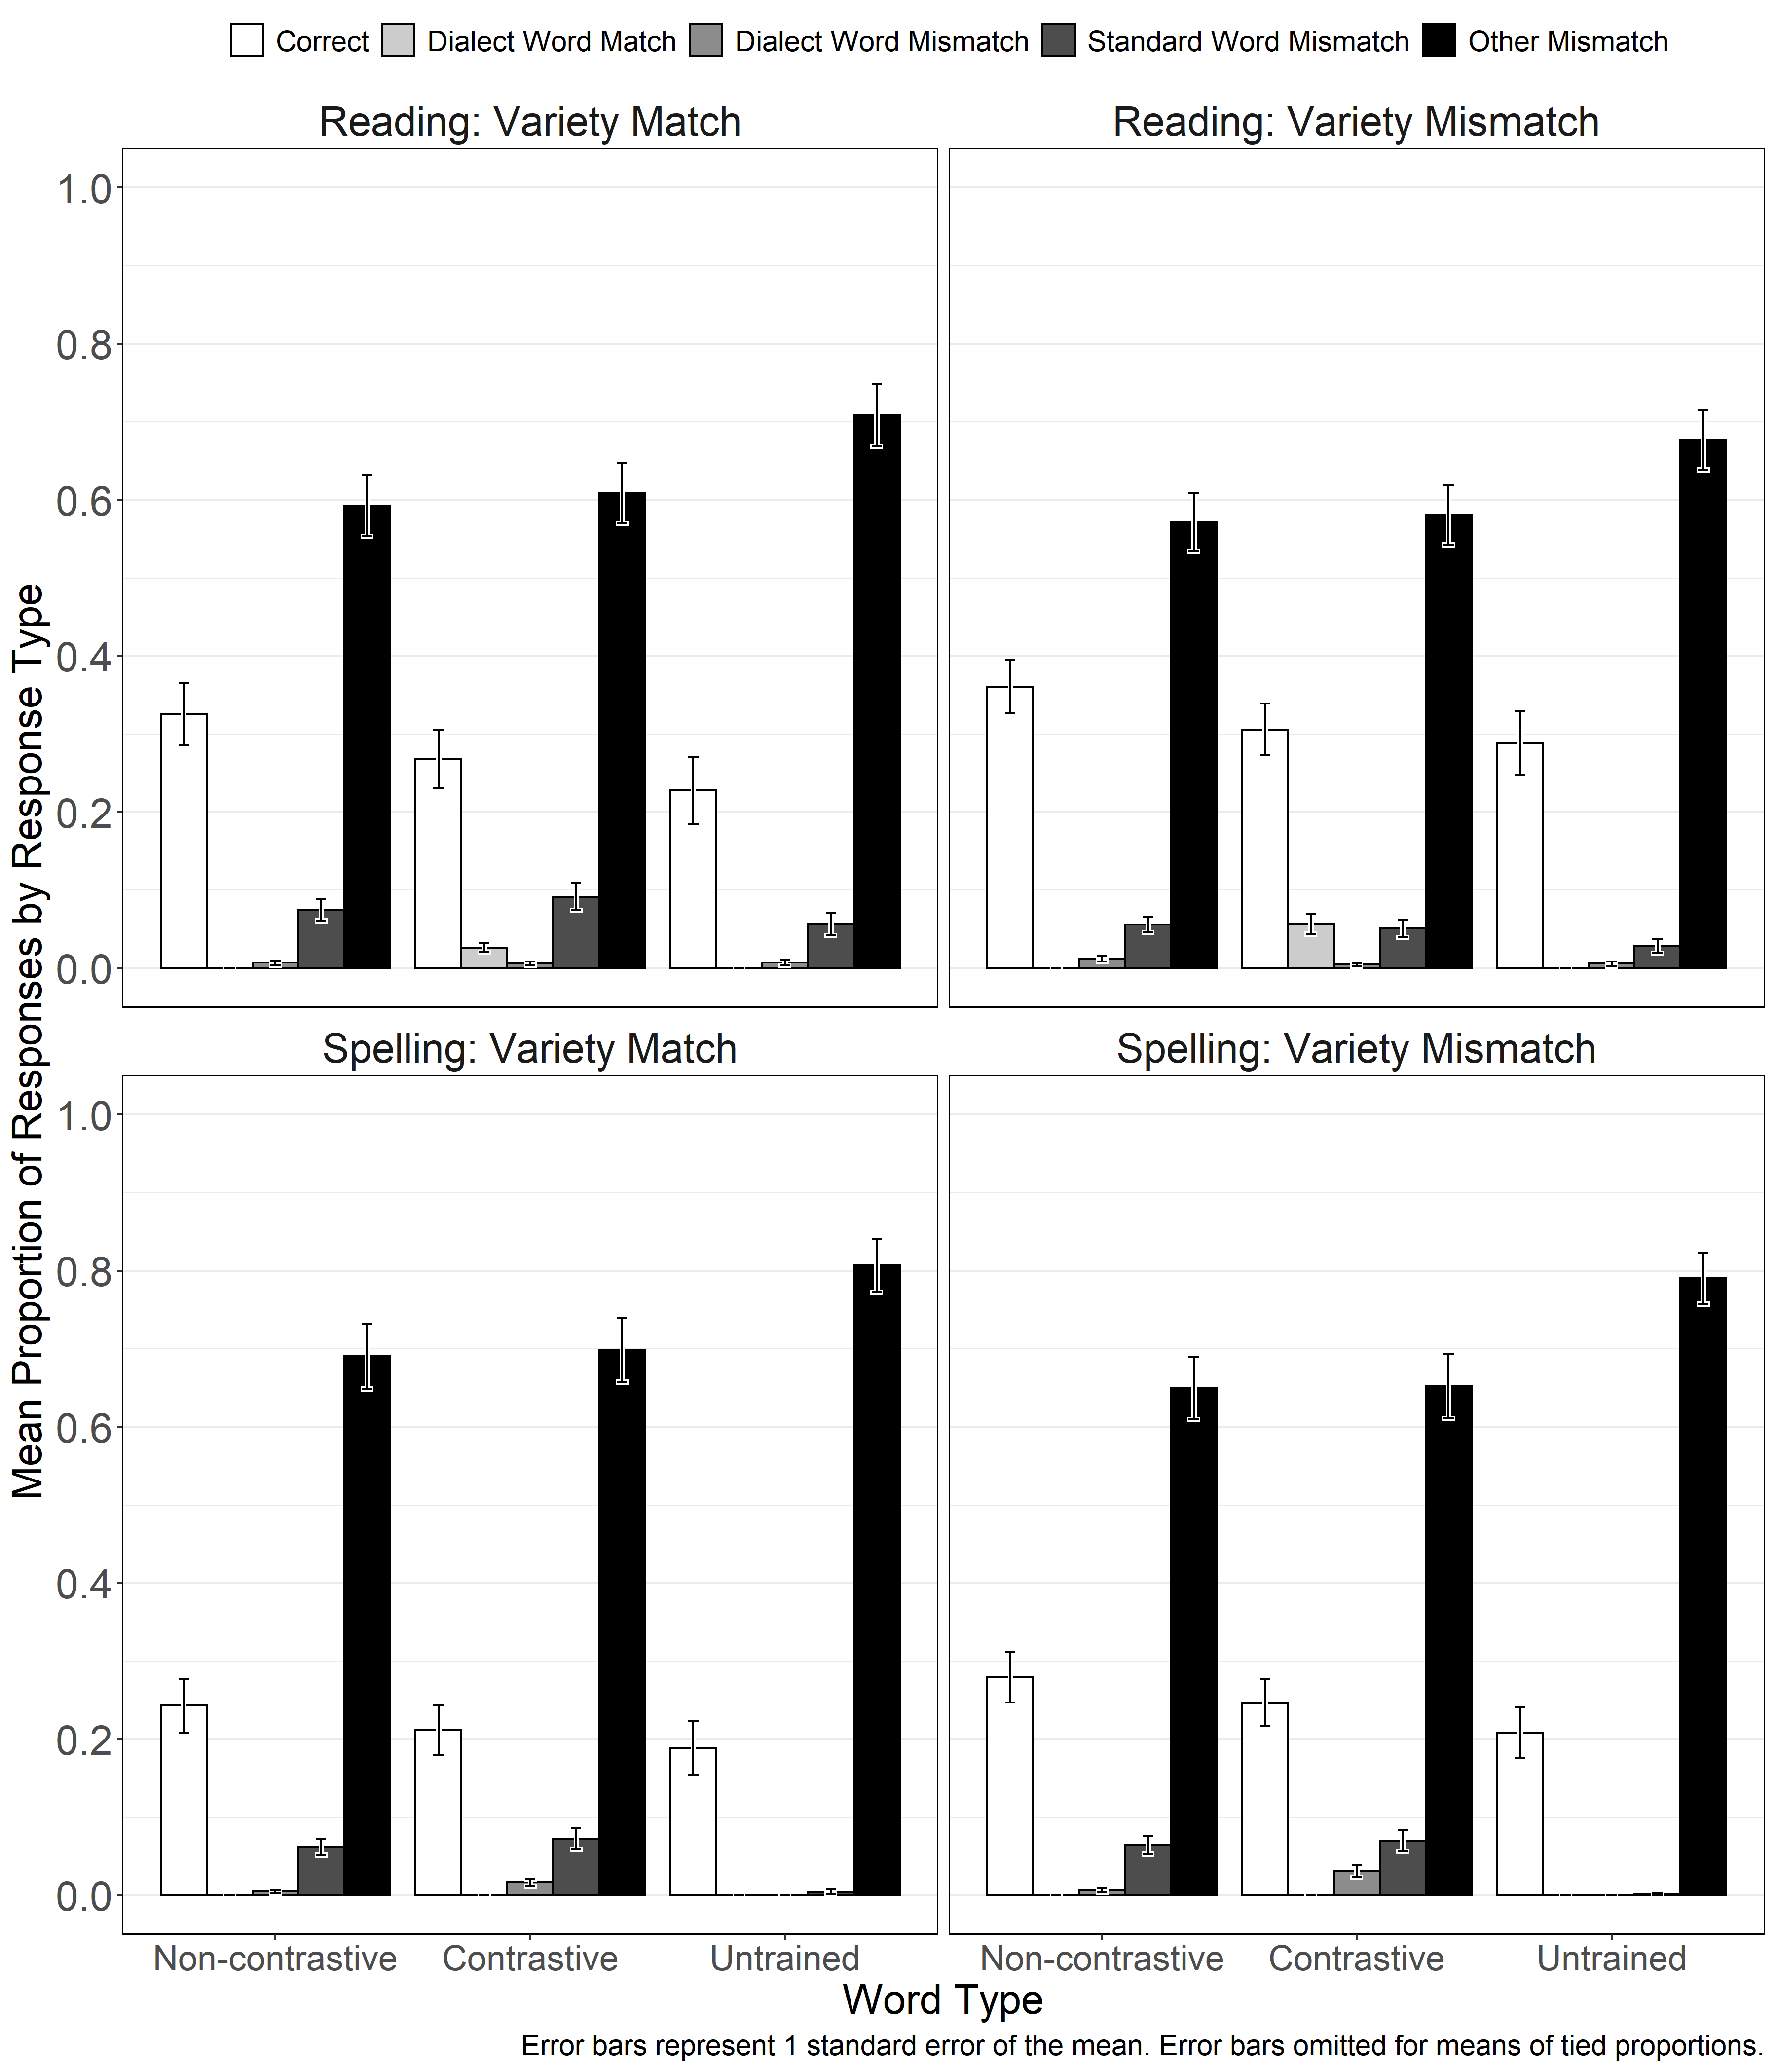 Correct Dialect Word Match Dialect Word Mismatch Standard Word Mismatch Other Mismatch
Reading: Variety Match Reading: Variety Mismatch
1.0
0.8
0.6
0.4
0.2
0.0
Mean Proportion of Responses by Response Type
Spelling: Variety Match Spelling: Variety Mismatch
1.0
0.8
0.6
0.4
0.2
0.0
Non-contrastive Contrastive Untrained Non-contrastive Contrastive Untrained
Word Type
Error bars represent 1 standard error of the mean. Error bars omitted for means of tied proportions.